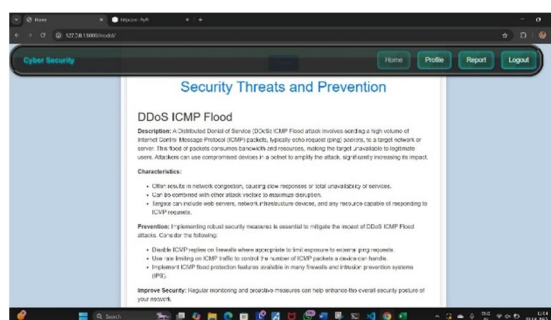 Home
127.0.0.1:8000/model/
Cyber Security
Home
Profile
Report
Logout
Security Threats and Prevention
DDoS ICMP Flood
Description: A Distributed Denial of Service (DDoS) ICMP Flood attack involves sending a high volume of
Internet Control Message Protocol (ICMP) packets, typically echo request (ping) packets, to a target network or
server. This flood of packets consumes bandwidth and resources, making the target unavailable to legitimate
users. Attackers can use compromised devices in a botnet to amplify the attack, significantly increasing its impact.
Characteristics:
Often results in network congestion, causing slow responses or total unavailability of services.
Can be combined with other attack vectors to maximize disruption.
Targets can include web servers, network infrastructure devices, and any resource capable of responding to
ICMP requests.
Prevention: Implementing robust security measures is essential to mitigate the impact of DDoS ICMP Flood
attacks. Consider the following:
Disable ICMP replies on firewalls where appropriate to limit exposure to external ping requests.
Use rate limiting on ICMP traffic to control the number of ICMP packets a device can handle.
Implement ICMP flood protection features available in many firewalls and intrusion prevention systems
(IPS).
Improve Security: Regular monitoring and proactive measures can help enhance the overall security posture of
your network.
Search